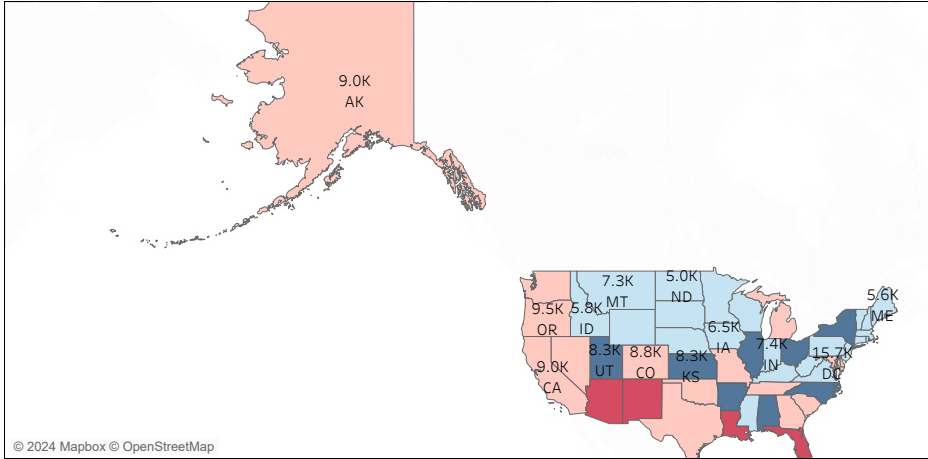 9.0K
AK
7.3K
MT
5.0K
ND
5.6K
ME
9.5K
OR
5.8K
ID
6.5K
IA
7.4K
IN
15.7K
DC
8.3K
UT
8.8K
CO
8.3K
KS
9.0K
CA
© 2024 Mapbox © OpenStreetMap